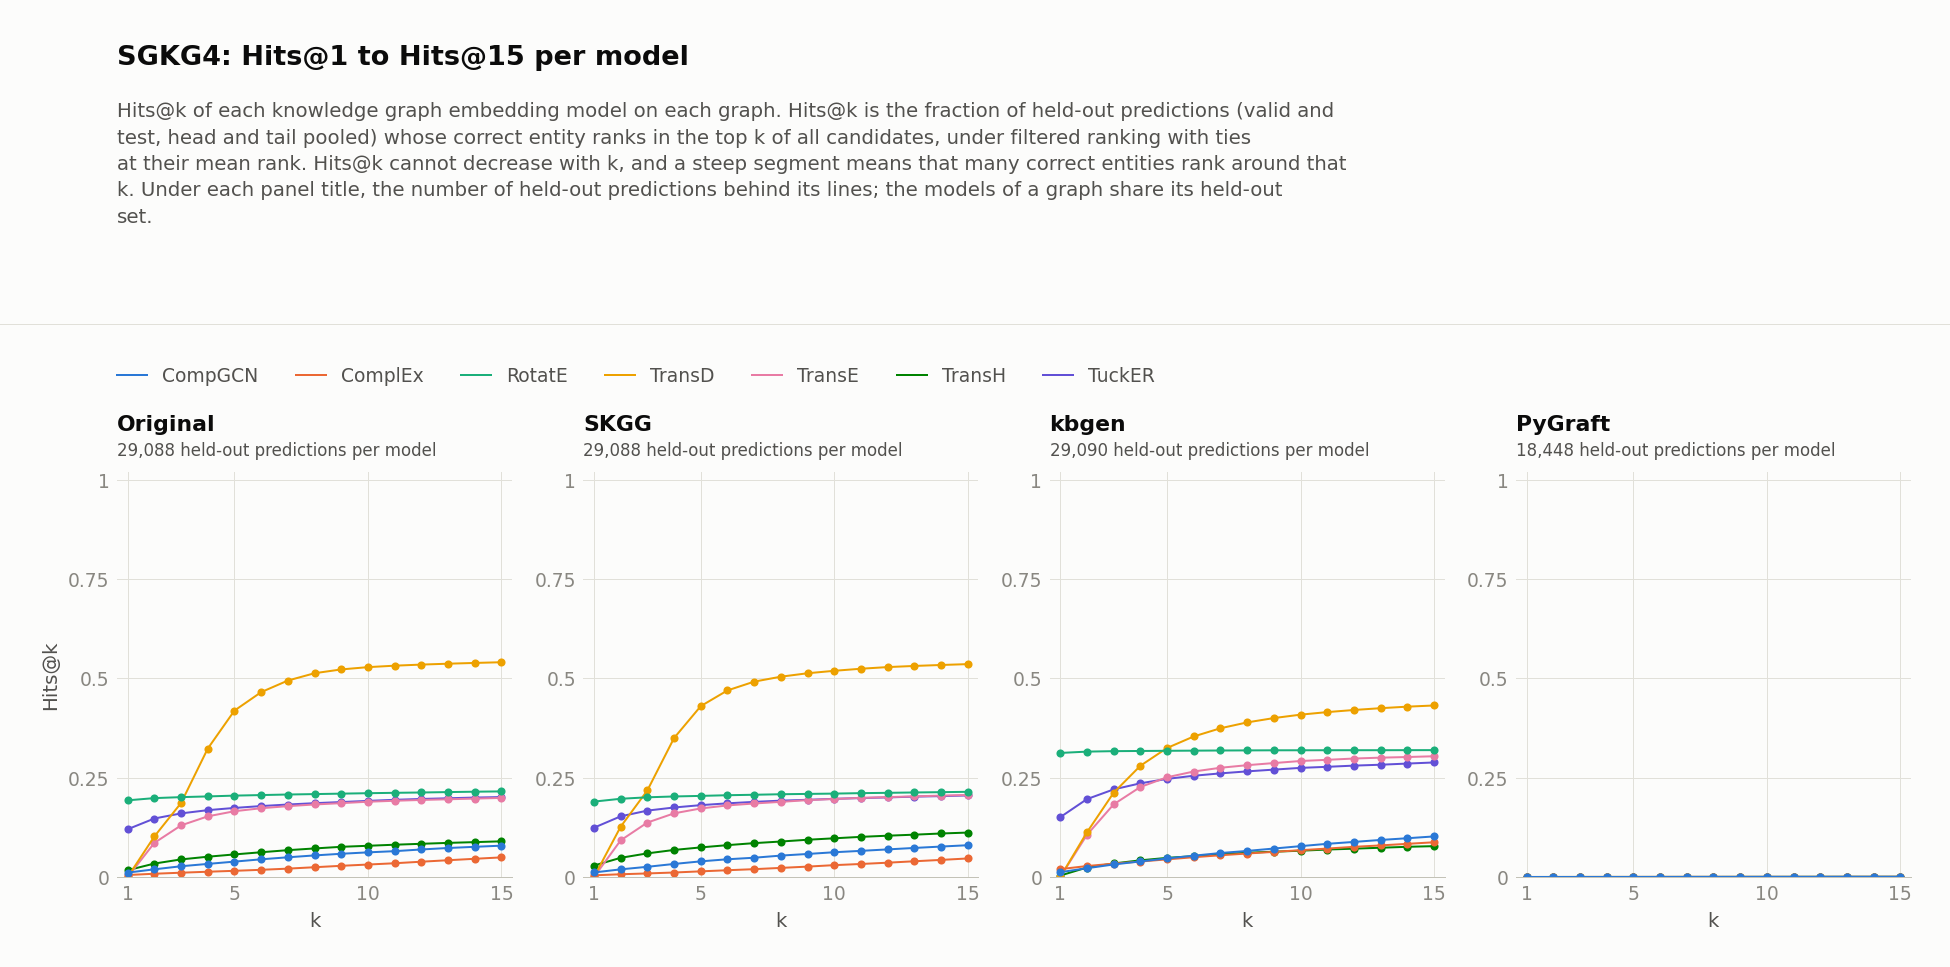 SGKG4: Hits@1 to Hits@15 per model
Hits@k of each knowledge graph embedding model on each graph. Hits@k is the fraction of held-out predictions (valid and
test, head and tail pooled) whose correct entity ranks in the top k of all candidates, under filtered ranking with ties
at their mean rank. Hits@k cannot decrease with k, and a steep segment means that many correct entities rank around that
k. Under each panel title, the number of held-out predictions behind its lines; the models of a graph share its held-out
set.
CompGCN ComplEx RotatE TransD TransE TransH TuckER
Original
29,088 held-out predictions per model
1
0.75
0.5
0.25
0
Hits@k
1 5 10 15
k
SKGG
29,088 held-out predictions per model
1
0.75
0.5
0.25
0
1 5 10 15
k
kbgen
29,090 held-out predictions per model
1
0.75
0.5
0.25
0
1 5 10 15
k
PyGraft
18,448 held-out predictions per model
1
0.75
0.5
0.25
0
1 5 10 15
k